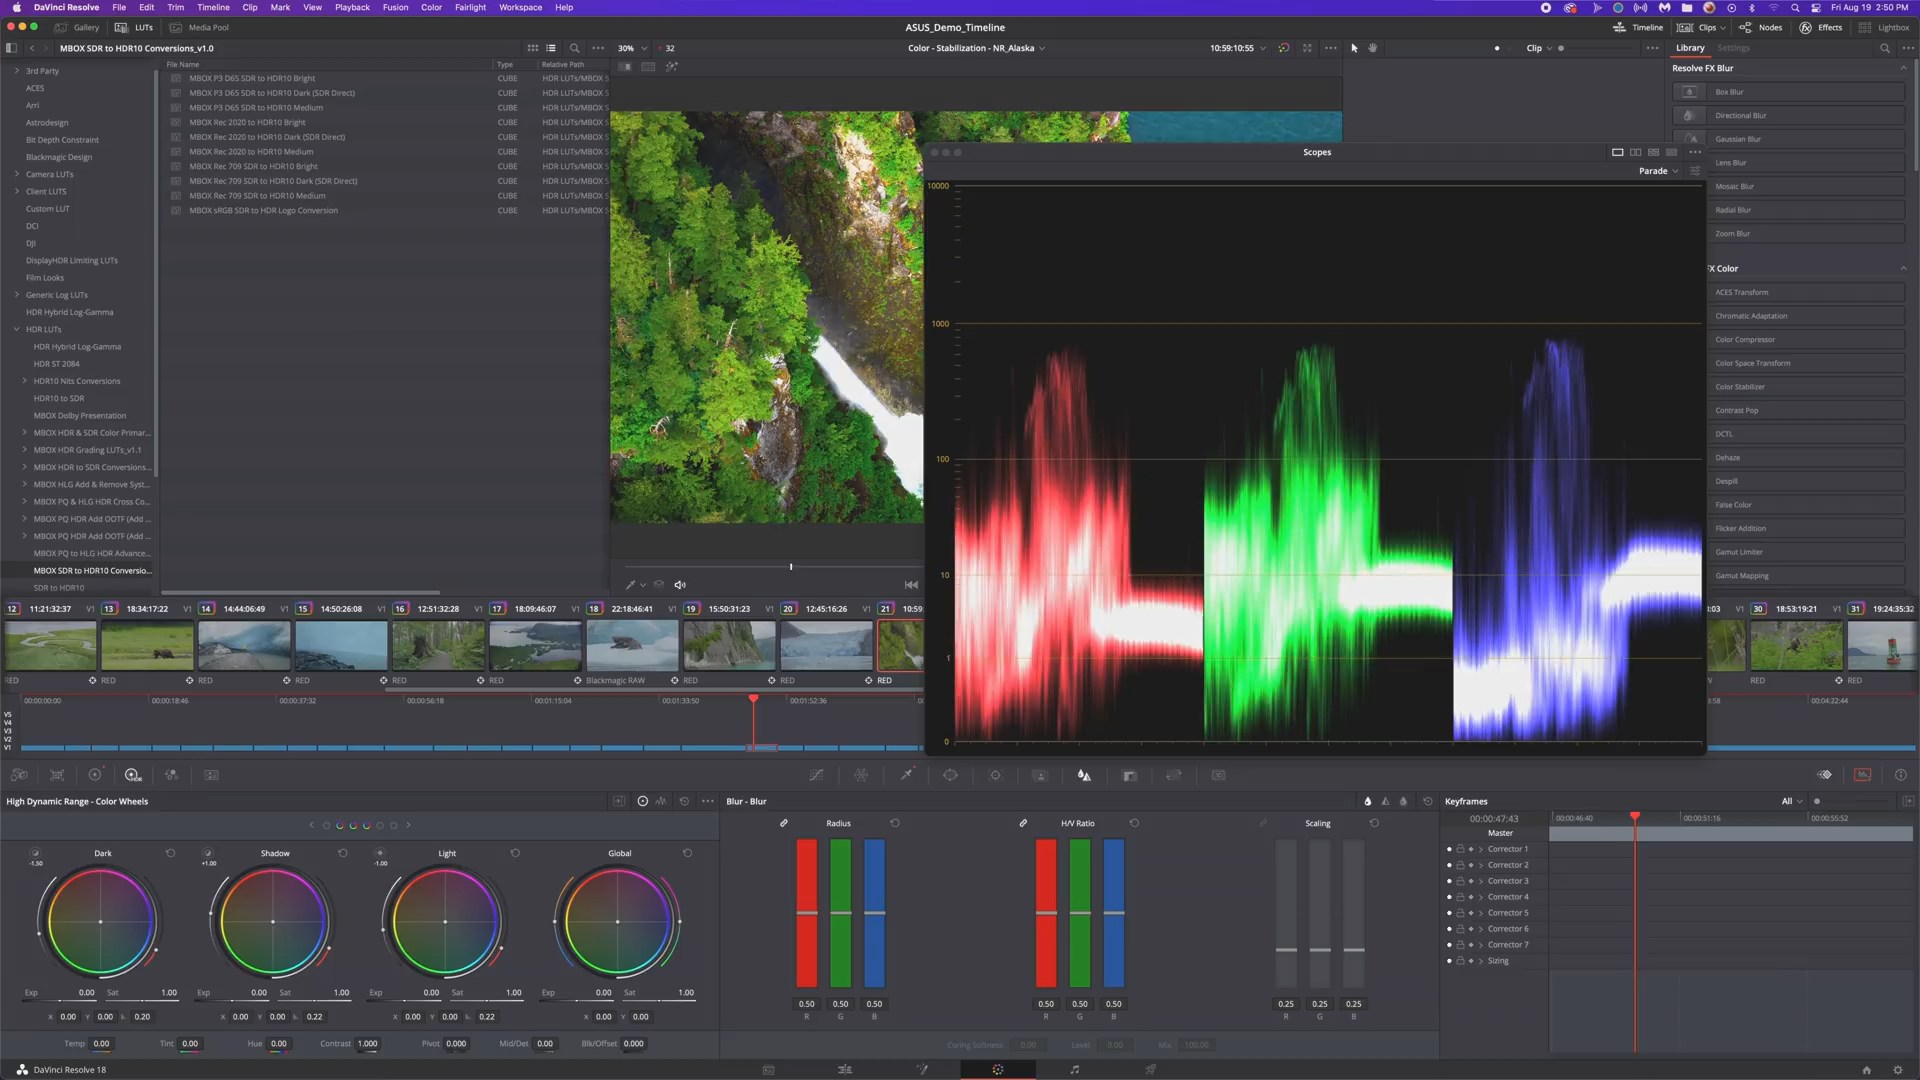 DaVinci Resolve File Edit Trim Timeline Clip Mark View Playback Fusion Color Fairlight Workspace Help
Fri Aug 19 2:50 PM
Gallery LUTs Media Pool
ASUS_Demo_Timeline
Timeline Clips Nodes Effects Lightbox
MBOX SDR to HDR10 Conversions_v1.0
30% 32
Color - Stabilization - NR_Alaska
10:59:10:55
Clip
Library Settings
File Name Type Relative Path
3rd Party
ACES
Arri
Astrodesign
Bit Depth Constraint
Blackmagic Design
Camera LUTs
Client LUTS
Custom LUT
DCI
DJI
DisplayHDR Limiting LUTs
Film Looks
Generic Log LUTs
HDR Hybrid Log-Gamma
HDR LUTs
HDR Hybrid Log-Gamma
HDR ST 2084
HDR10 Nits Conversions
HDR10 to SDR
MBOX Dolby Presentation
MBOX HDR & SDR Color Primar...
MBOX HDR Grading LUTs_v1.1
MBOX HDR to SDR Conversions...
MBOX HLG Add & Remove Syst...
MBOX PQ & HLG HDR Cross Co...
MBOX PQ HDR Add OOTF (Add ...
MBOX PQ HDR Add OOTF (Add ...
MBOX PQ to HLG HDR Advance...
MBOX SDR to HDR10 Conversio...
SDR to HDR10
MBOX P3 D65 SDR to HDR10 Bright CUBE HDR LUTs/MBOX S
MBOX P3 D65 SDR to HDR10 Dark (SDR Direct) CUBE HDR LUTs/MBOX S
MBOX P3 D65 SDR to HDR10 Medium CUBE HDR LUTs/MBOX S
MBOX Rec 2020 to HDR10 Bright CUBE HDR LUTs/MBOX S
MBOX Rec 2020 to HDR10 Dark (SDR Direct) CUBE HDR LUTs/MBOX S
MBOX Rec 2020 to HDR10 Medium CUBE HDR LUTs/MBOX S
MBOX Rec 709 SDR to HDR10 Bright CUBE HDR LUTs/MBOX S
MBOX Rec 709 SDR to HDR10 Dark (SDR Direct) CUBE HDR LUTs/MBOX S
MBOX Rec 709 SDR to HDR10 Medium CUBE HDR LUTs/MBOX S
MBOX sRGB SDR to HDR Logo Conversion CUBE HDR LUTs/MBOX S
Scopes
Parade
10000
1000
100
10
1
0
Resolve FX Blur
Box Blur
Directional Blur
Gaussian Blur
Lens Blur
Mosaic Blur
Radial Blur
Zoom Blur
FX Color
ACES Transform
Chromatic Adaptation
Color Compressor
Color Space Transform
Color Stabilizer
Contrast Pop
DCTL
Dehaze
Despill
False Color
Flicker Addition
Gamut Limiter
Gamut Mapping
12 11:21:32:37 V1 13 18:34:17:22 V1 14 14:44:06:49 V1 15 14:50:26:08 V1 16 12:51:32:28 V1 17 18:09:46:07 V1 18 22:18:46:41 V1 19 15:50:31:23 V1 20 12:45:16:26 V1 21 10:59:
:03 V1 30 18:53:19:21 V1 31 19:24:35:32
RED RED RED RED RED RED Blackmagic RAW RED RED RED
RED RED
00:00:00:00 00:00:18:46 00:00:37:32 00:00:56:18 00:01:15:04 00:01:33:50 00:01:52:36
:58 00:04:22:44
V5
V4
V3
V2
V1
High Dynamic Range - Color Wheels
Dark Shadow Light Global
-1.50 +1.00 -1.00
Exp 0.00 Sat 1.00 Exp 0.00 Sat 1.00 Exp 0.00 Sat 1.00 Exp 0.00 Sat 1.00
X 0.00 Y 0.00 0.20 X 0.00 Y 0.00 0.22 X 0.00 Y 0.00 0.22 X 0.00 Y 0.00
Temp 0.00 Tint 0.00 Hue 0.00 Contrast 1.000 Pivot 0.000 Mid/Det 0.00 Blk/Offset 0.000
Blur - Blur
Radius H/V Ratio Scaling
0.50 0.50 0.50 0.50 0.50 0.50 0.25 0.25 0.25
R G B R G B R G B
Coring Softness 0.00 Level 0.00 Mix 100.00
Keyframes All
00:00:47:43 00:00:46:40 00:00:51:16 00:00:55:52
Master
Corrector 1
Corrector 2
Corrector 3
Corrector 4
Corrector 5
Corrector 6
Corrector 7
Sizing
DaVinci Resolve 18